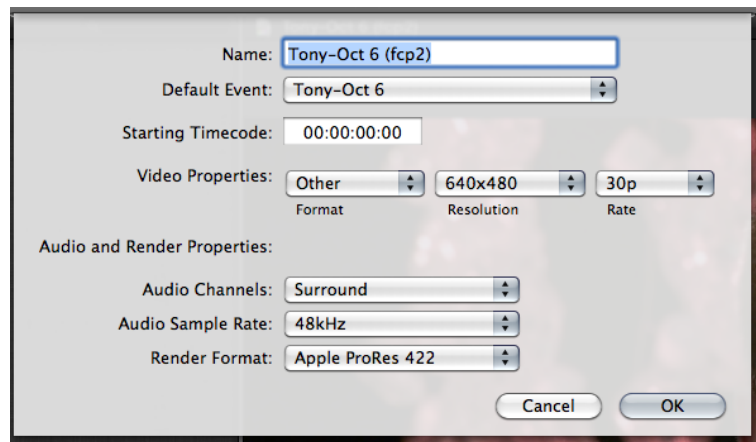 Name: Tony-Oct 6 (fcp2)
Default Event: Tony-Oct 6
Starting Timecode: 00:00:00:00
Video Properties: Other 640x480 30p
Format Resolution Rate
Audio and Render Properties:
Audio Channels: Surround
Audio Sample Rate: 48kHz
Render Format: Apple ProRes 422
Cancel OK